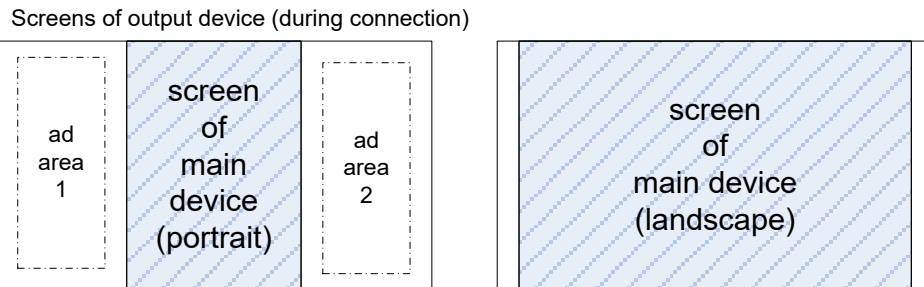 Screens of output device (during connection)
ad
area
1
screen
of
main
device
(portrait)
ad
area
2
screen
of
main device
(landscape)